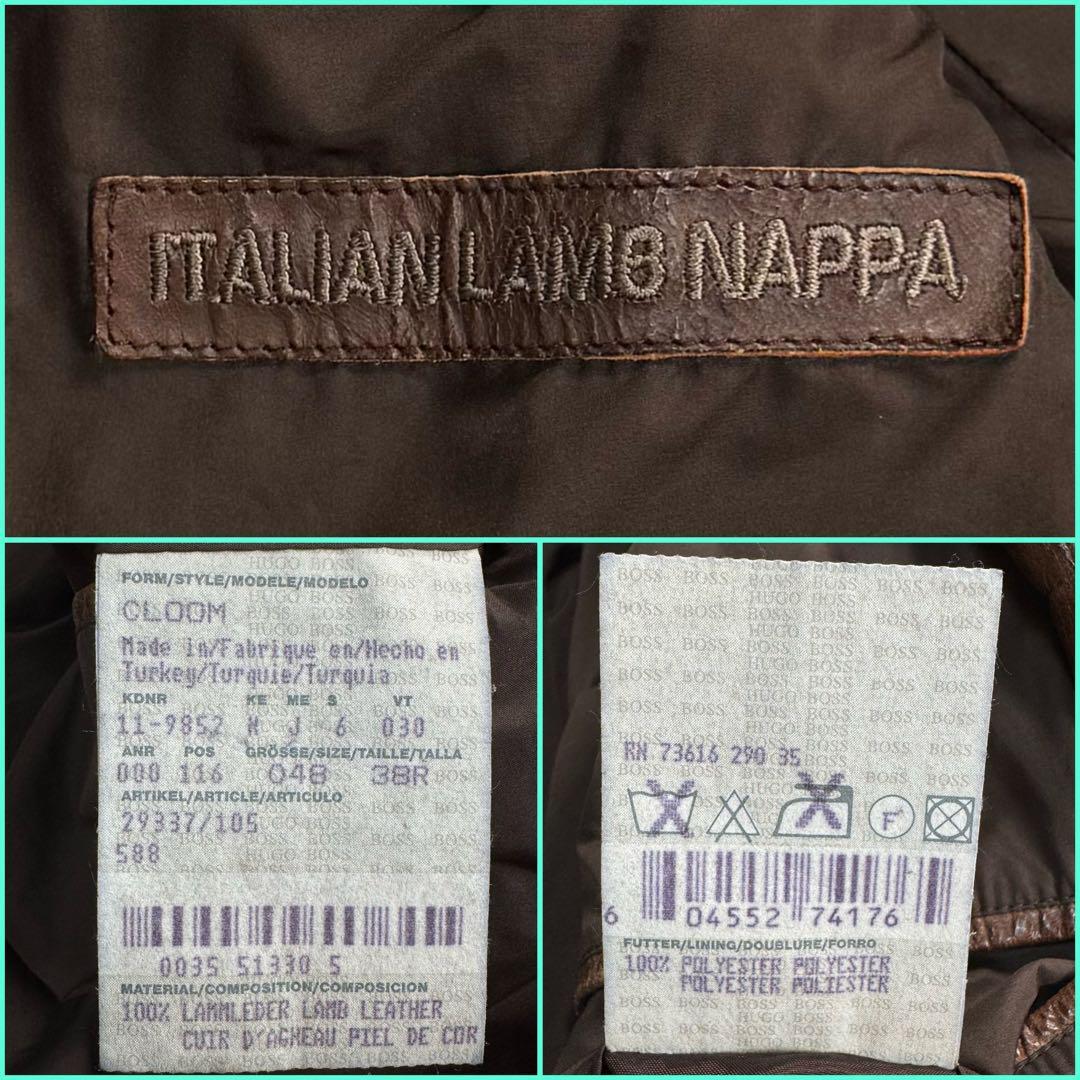 ITALIAN LAMB NAPPA
FORM/STYLE/MODELE/MODELO
CLOOM
Made in/Fabrique en/Hecho en
Turkey/Turquie/Turquia
KDNR KE ME S VT
11-9852 K J 6 030
ANR POS GRÖSSE/SIZE/TAILLE/TALLA
000 116 048 38R
ARTIKEL/ARTICLE/ARTICULO
29337/105
588
0035 51330 5
MATERIAL/COMPOSITION/COMPOSICION
100% LAMMLEDER LAMB LEATHER
CUIR D'AGNEAU PIEL DE COR
HUGO BOSS
RN 73616 290 35
F
6 04552 74176
FUTTER/LINING/DOUBLURE/FORRO
100% POLYESTER POLYESTER
POLYESTER POLIESTER